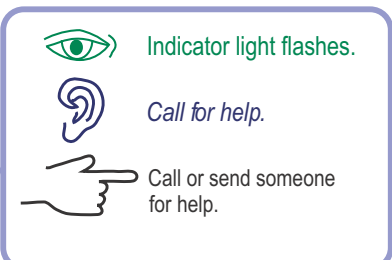 Indicator light flashes.
Call for help.
Call or send someone
for help.